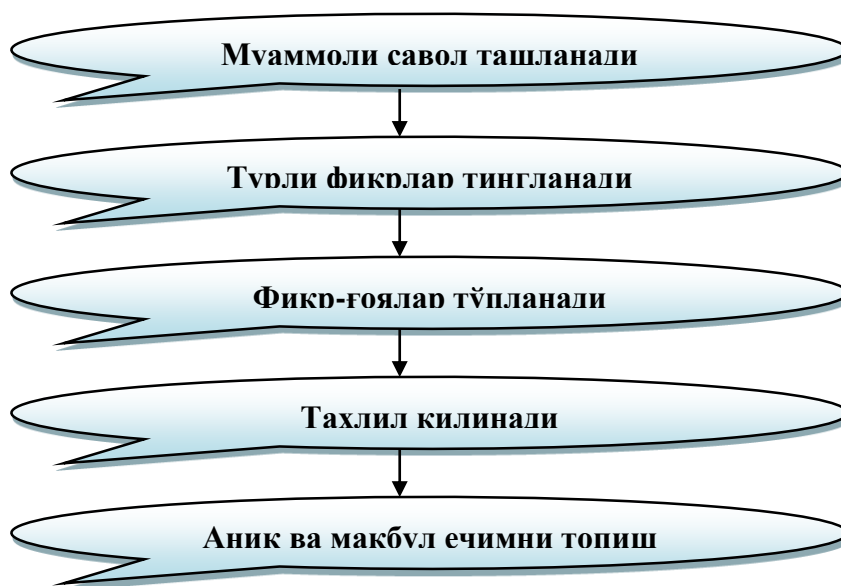 Муаммоли савол ташланади
Турли фикрлар тингланади
Фикр-ғоялар тўпланади
Тахлил килинади
Аник ва макбул ечимни топиш